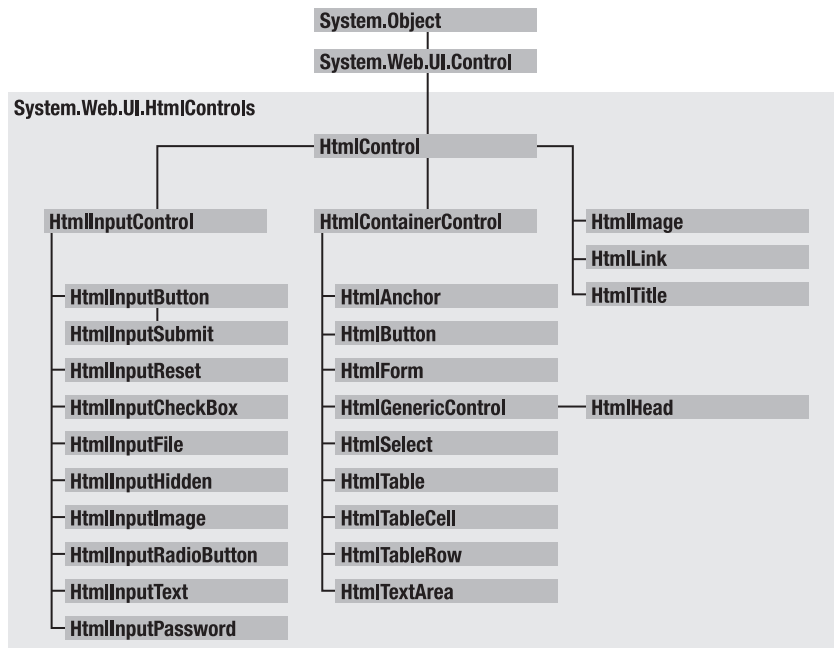 System.Object
System.Web.UI.Control
System.Web.UI.HtmlControls
HtmlControl
HtmlInputControl
HtmlInputButton
HtmlInputSubmit
HtmlInputReset
HtmlInputCheckBox
HtmlInputFile
HtmlInputHidden
HtmlInputImage
HtmlInputRadioButton
HtmlInputText
HtmlInputPassword
HtmlContainerControl
HtmlAnchor
HtmlButton
HtmlForm
HtmlGenericControl
HtmlHead
HtmlSelect
HtmlTable
HtmlTableCell
HtmlTableRow
HtmlTextArea
HtmlImage
HtmlLink
HtmlTitle